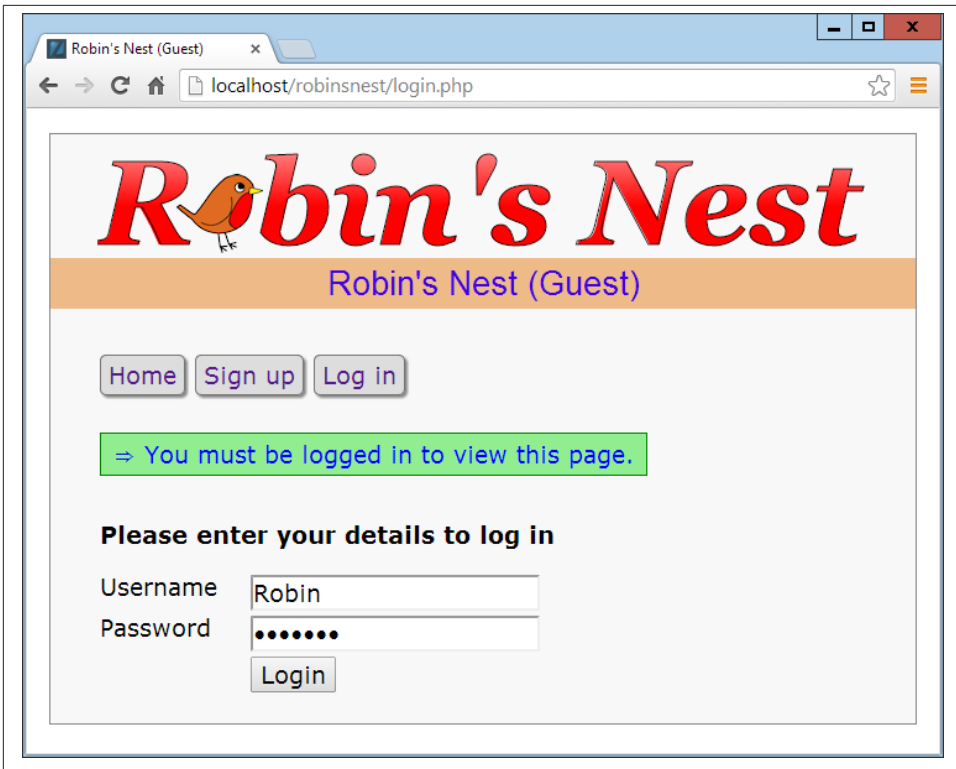 Robin's Nest (Guest)
localhost/robinsnest/login.php
Robin's Nest
Robin's Nest (Guest)
Home Sign up Log in
⇒ You must be logged in to view this page.
Please enter your details to log in
Username Robin
Password •••••••
Login